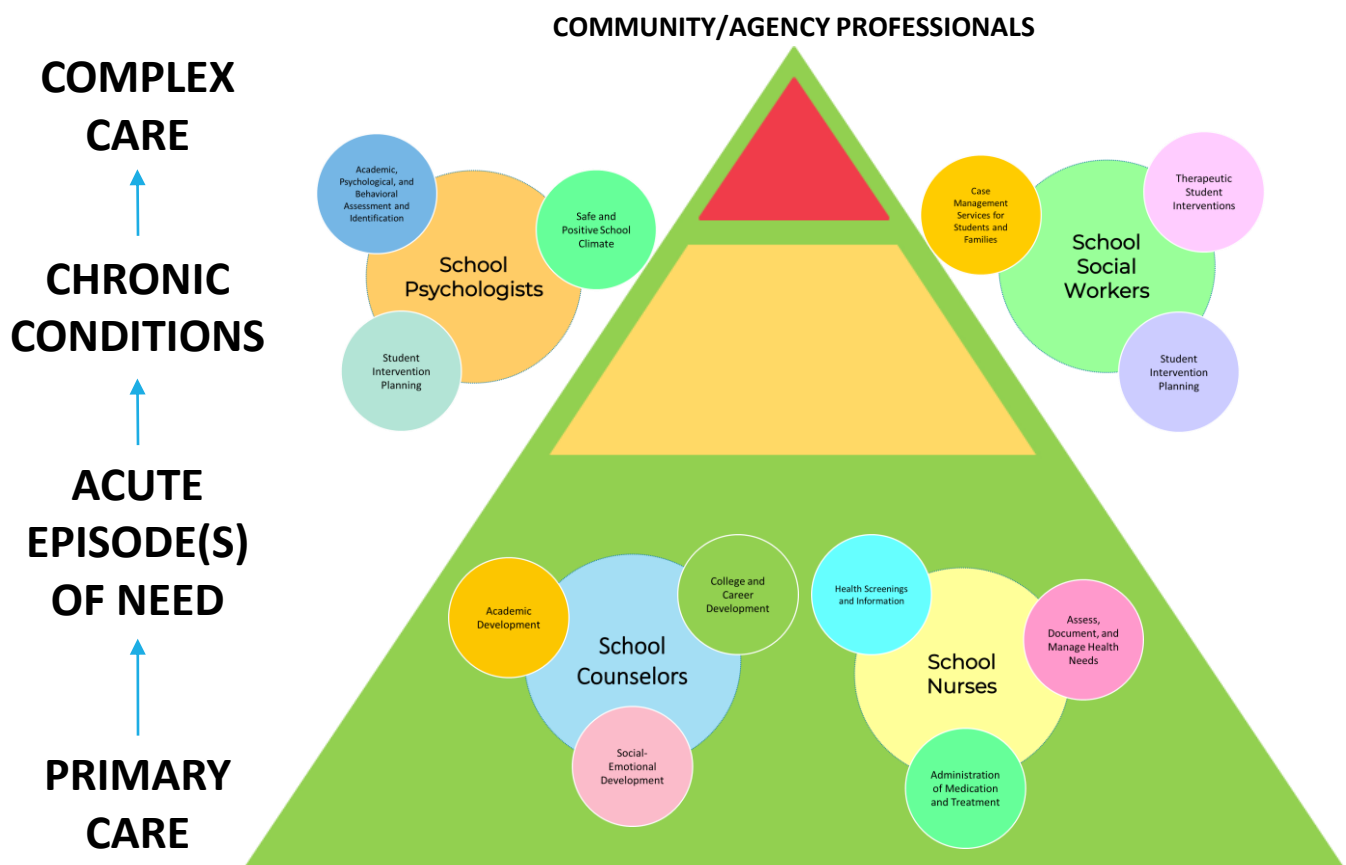 COMMUNITY/AGENCY PROFESSIONALS
COMPLEX
CARE
CHRONIC
CONDITIONS
ACUTE
EPISODE(S)
OF NEED
PRIMARY
CARE
Academic,
Psychological, and
Behavioral
Assessment and
Identification
Safe and
Positive School
Climate
School
Psychologists
Student
Intervention
Planning
Case
Management
Services for
Students and
Families
Therapeutic
Student
Interventions
School
Social
Workers
Student
Intervention
Planning
Academic
Development
College and
Career
Development
School
Counselors
Social-
Emotional
Development
Health Screenings
and Information
Assess,
Document, and
Manage Health
Needs
School
Nurses
Administration
of Medication
and Treatment